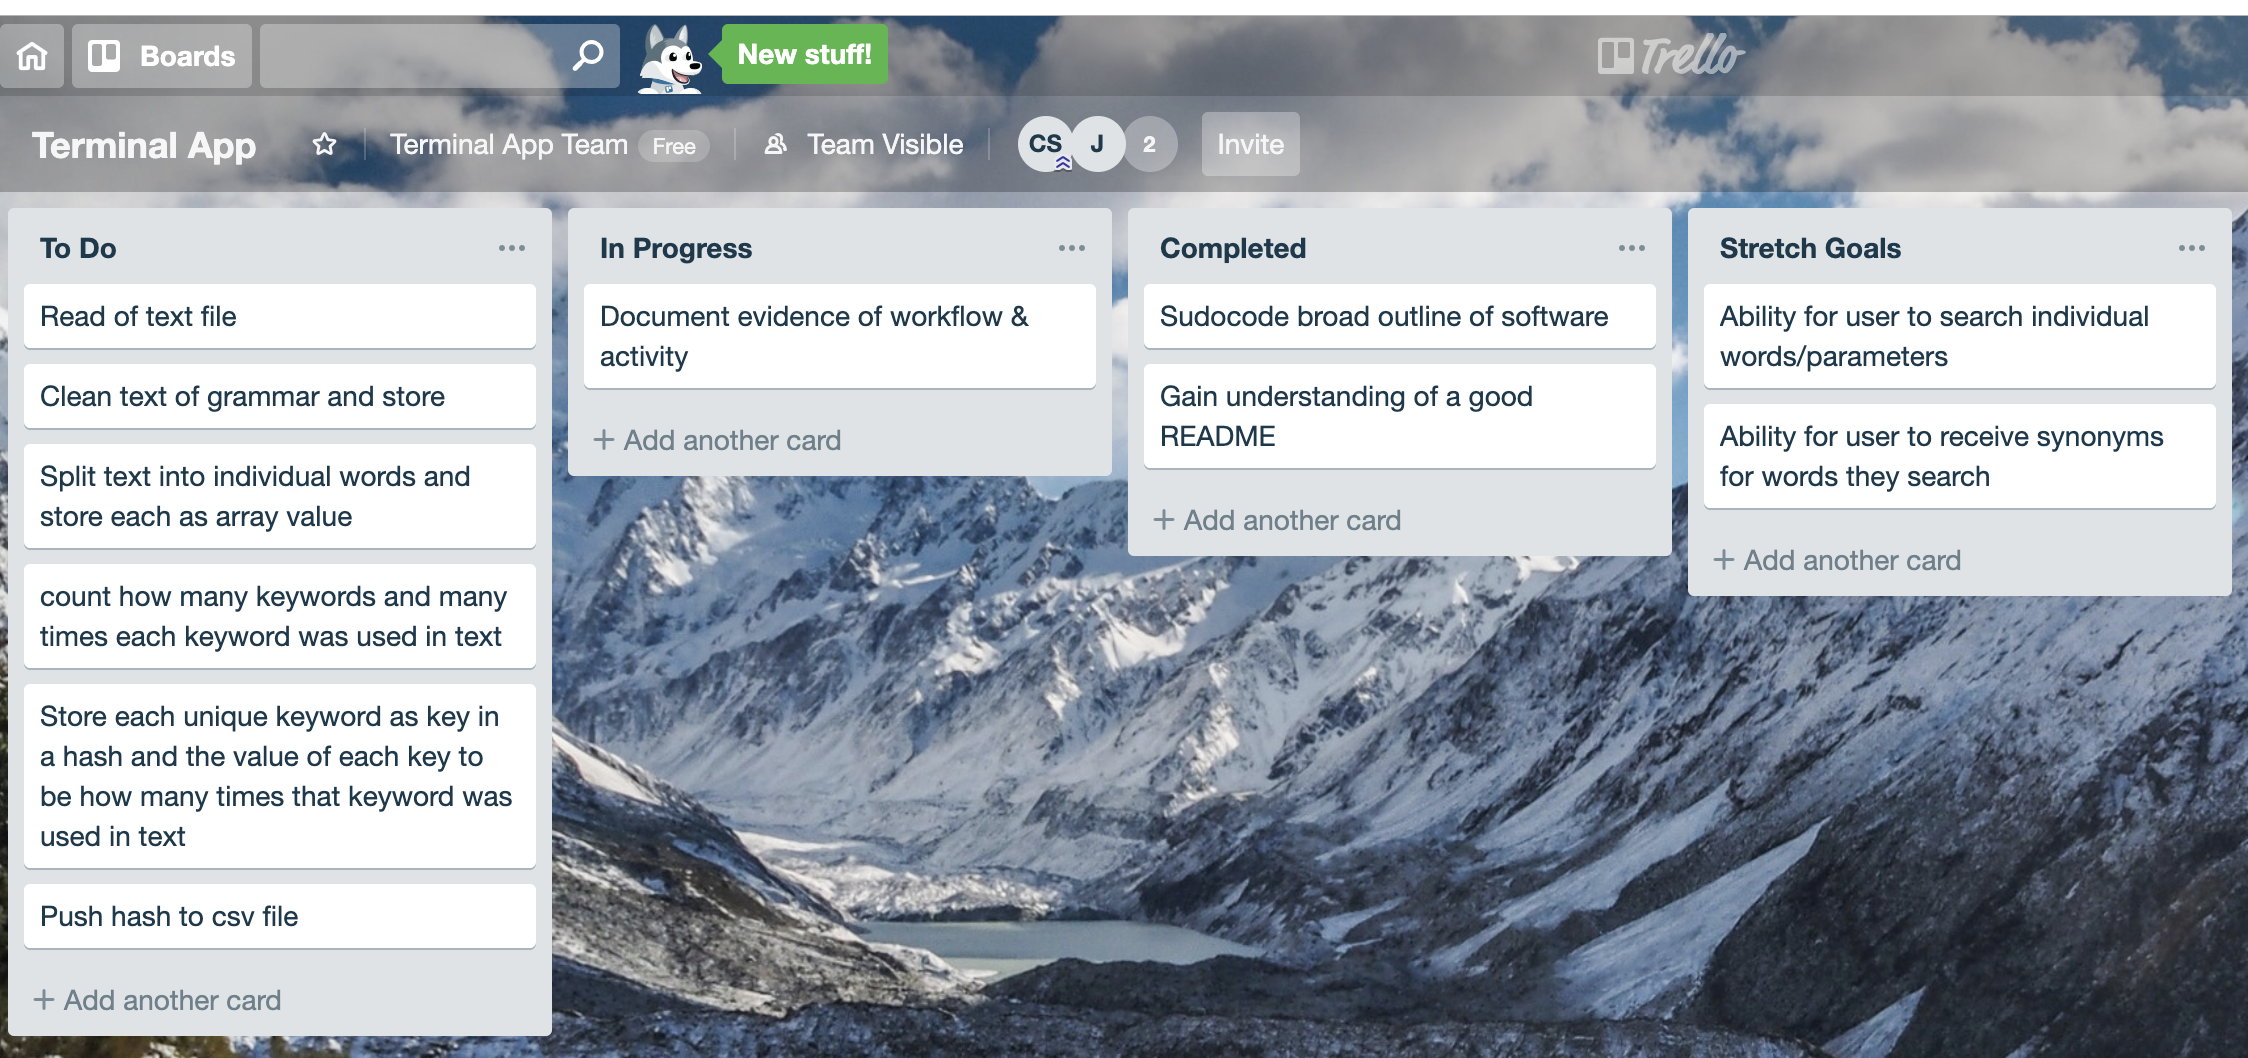 Boards
New stuff!
Trello
Terminal App
Terminal App Team Free
Team Visible
CS J 2
Invite
To Do
Read of text file
Clean text of grammar and store
Split text into individual words and
store each as array value
count how many keywords and many
times each keyword was used in text
Store each unique keyword as key in
a hash and the value of each key to
be how many times that keyword was
used in text
Push hash to csv file
+ Add another card
In Progress
Document evidence of workflow &
activity
+ Add another card
Completed
Sudocode broad outline of software
Gain understanding of a good
README
+ Add another card
Stretch Goals
Ability for user to search individual
words/parameters
Ability for user to receive synonyms
for words they search
+ Add another card